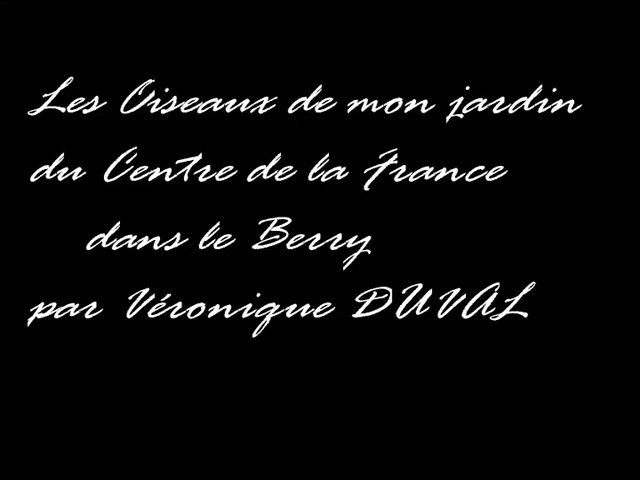 Les Oiseaux de mon jardin
du Centre de la France
dans le Berry
par Véronique DUVAL